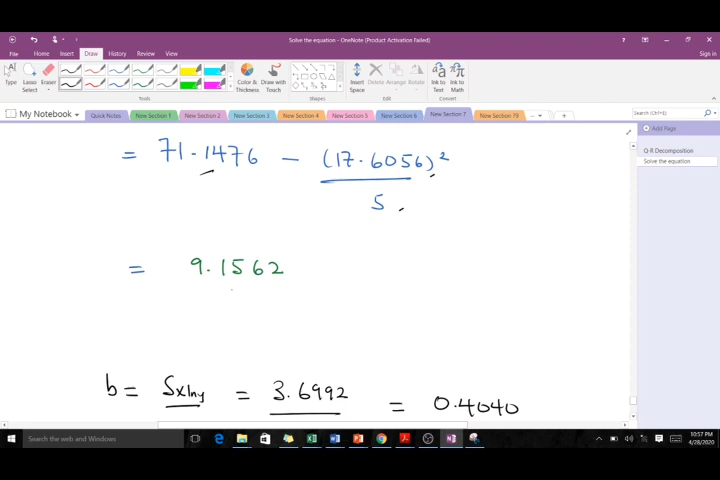 Solve the equation - OneNote (Product Activation Failed)
Sign in
File Home Insert Draw History Review View
Type
Lasso Select
Eraser
Color & Thickness
Draw with Touch
Insert Space
Delete
Arrange
Rotate
Ink to Text
Ink to Math
Tools Shapes Edit Convert
My Notebook
Quick Notes New Section 1 New Section 2 New Section 3 New Section 4 New Section 5 New Section 6 New Section 7 New Section 79
Search (Ctrl+E)
Add Page
Q-R Decomposition
Solve the equation
= 71.1476 - (17.6056)²
5
= 9.1562
b = Sxlny = 3.6992 = 0.4040
Search the web and Windows
10:57 PM
4/28/2020